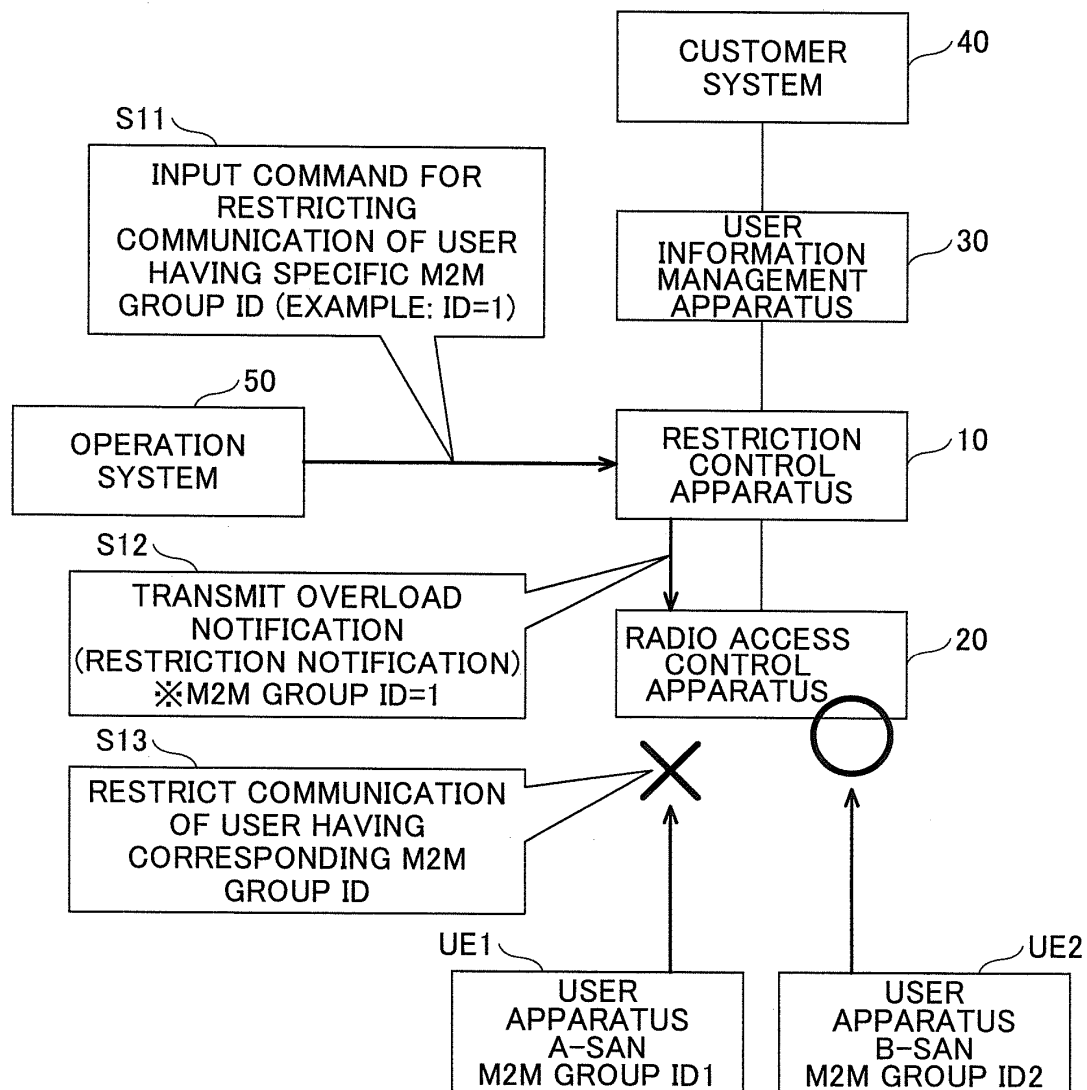 CUSTOMER
SYSTEM
40
S11
INPUT COMMAND FOR
RESTRICTING
COMMUNICATION OF USER
HAVING SPECIFIC M2M
GROUP ID (EXAMPLE: ID=1)
USER
INFORMATION
MANAGEMENT
APPARATUS
30
50
OPERATION
SYSTEM
RESTRICTION
CONTROL
APPARATUS
10
S12
TRANSMIT OVERLOAD
NOTIFICATION
(RESTRICTION NOTIFICATION)
※M2M GROUP ID=1
RADIO ACCESS
CONTROL
APPARATUS
20
S13
RESTRICT COMMUNICATION
OF USER HAVING
CORRESPONDING M2M
GROUP ID
UE1
USER
APPARATUS
A-SAN
M2M GROUP ID1
UE2
USER
APPARATUS
B-SAN
M2M GROUP ID2